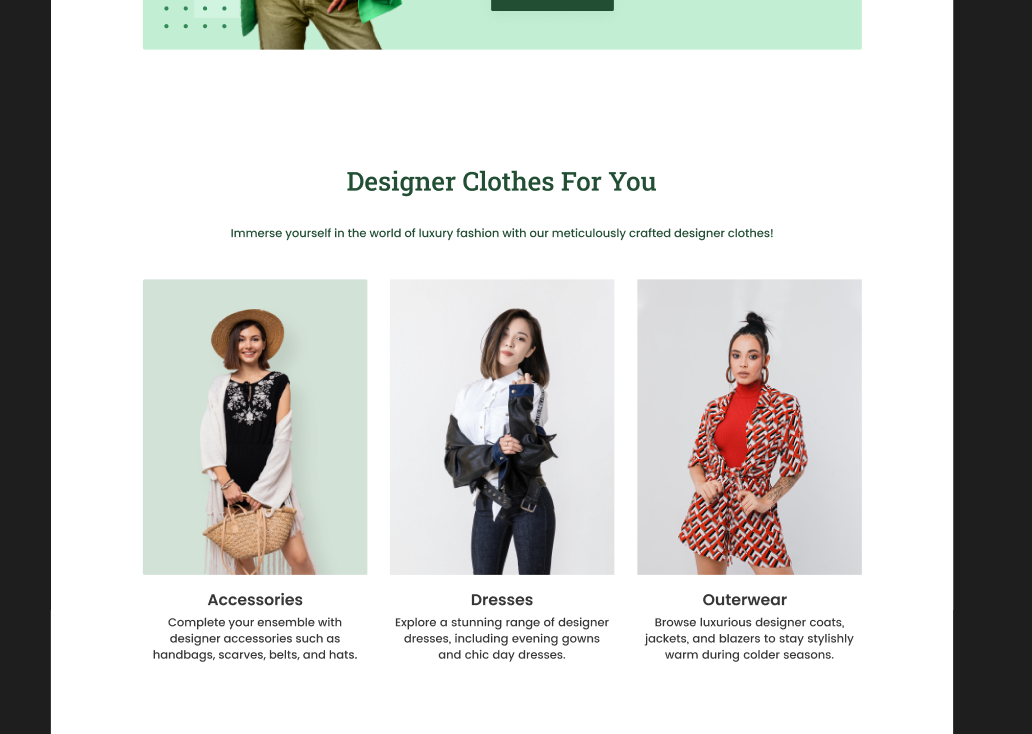 Designer Clothes For You
Immerse yourself in the world of luxury fashion with our meticulously crafted designer clothes!
Accessories
Complete your ensemble with
designer accessories such as
handbags, scarves, belts, and hats.
Dresses
Explore a stunning range of designer
dresses, including evening gowns
and chic day dresses.
Outerwear
Browse luxurious designer coats,
jackets, and blazers to stay stylishly
warm during colder seasons.